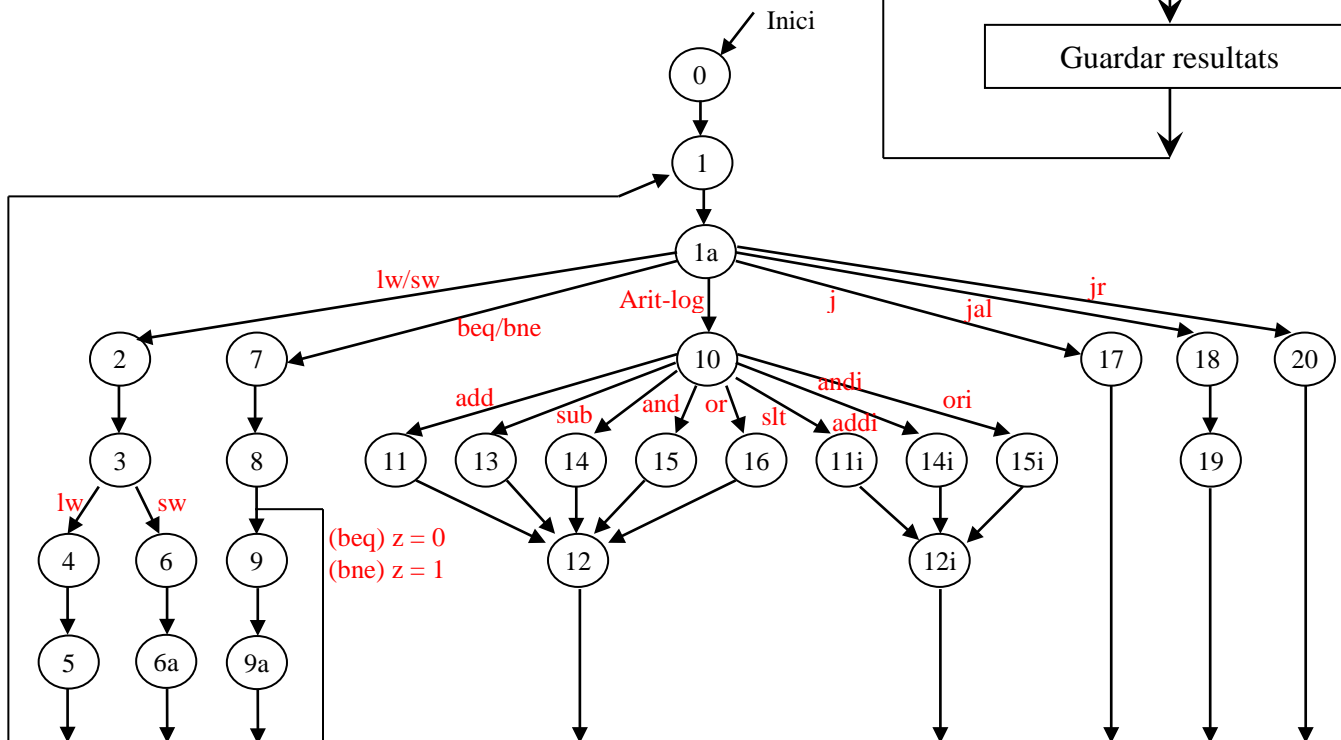 Inici
Guardar resultats
0
1
1a
lw/sw
beq/bne
Arit-log
j
jal
jr
2
7
10
17
18
20
add
sub
and
or
slt
addi
andi
ori
3
8
11
13
14
15
16
11i
14i
15i
19
lw
sw
(beq) z = 0
(bne) z = 1
4
6
9
12
12i
5
6a
9a